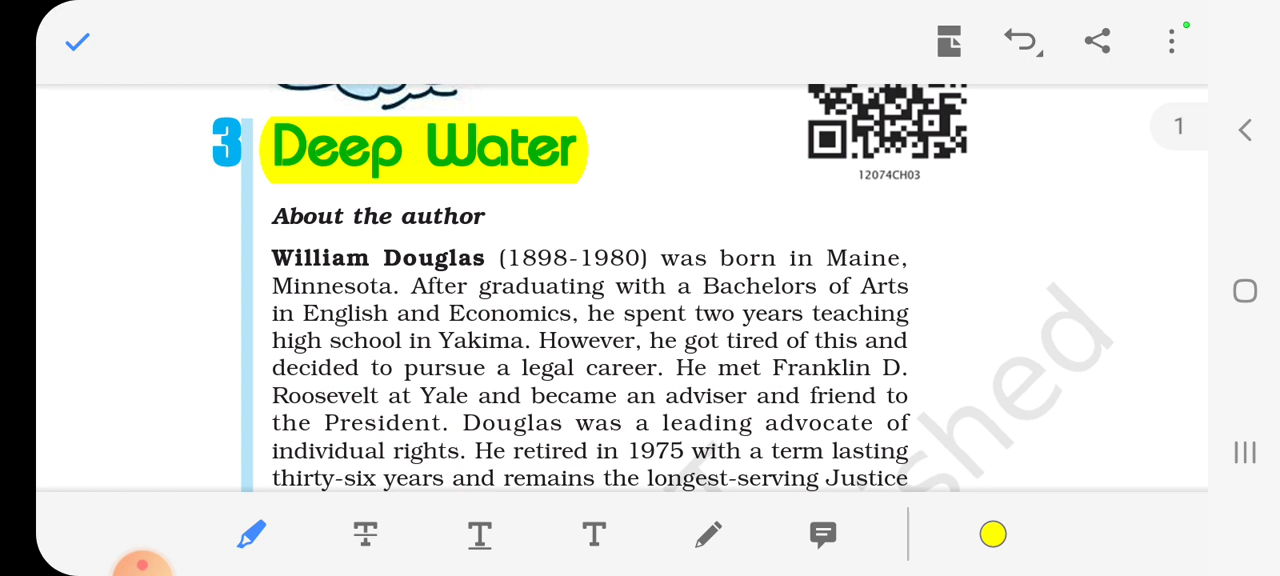 1
3 Deep Water
12074CH03
About the author
William Douglas (1898-1980) was born in Maine,
Minnesota. After graduating with a Bachelors of Arts
in English and Economics, he spent two years teaching
high school in Yakima. However, he got tired of this and
decided to pursue a legal career. He met Franklin D.
Roosevelt at Yale and became an adviser and friend to
the President. Douglas was a leading advocate of
individual rights. He retired in 1975 with a term lasting
thirty-six years and remains the longest-serving Justice
shed